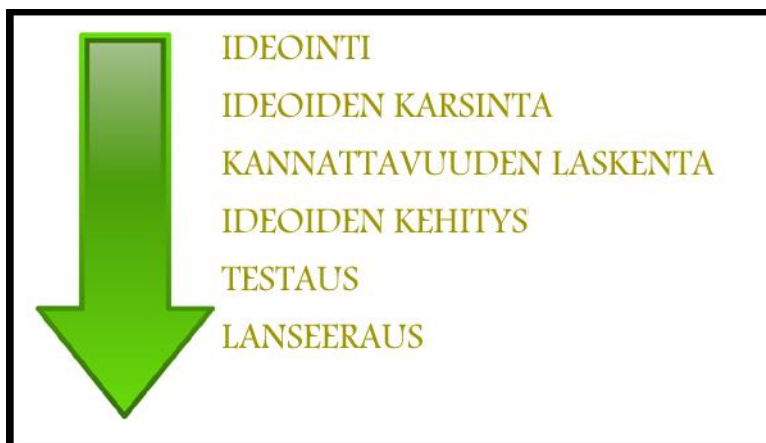 IDEOINTI
IDEOIDEN KARSINTA
KANNATTAVUUDEN LASKENTA
IDEOIDEN KEHITYS
TESTAUS
LANSEERAUS